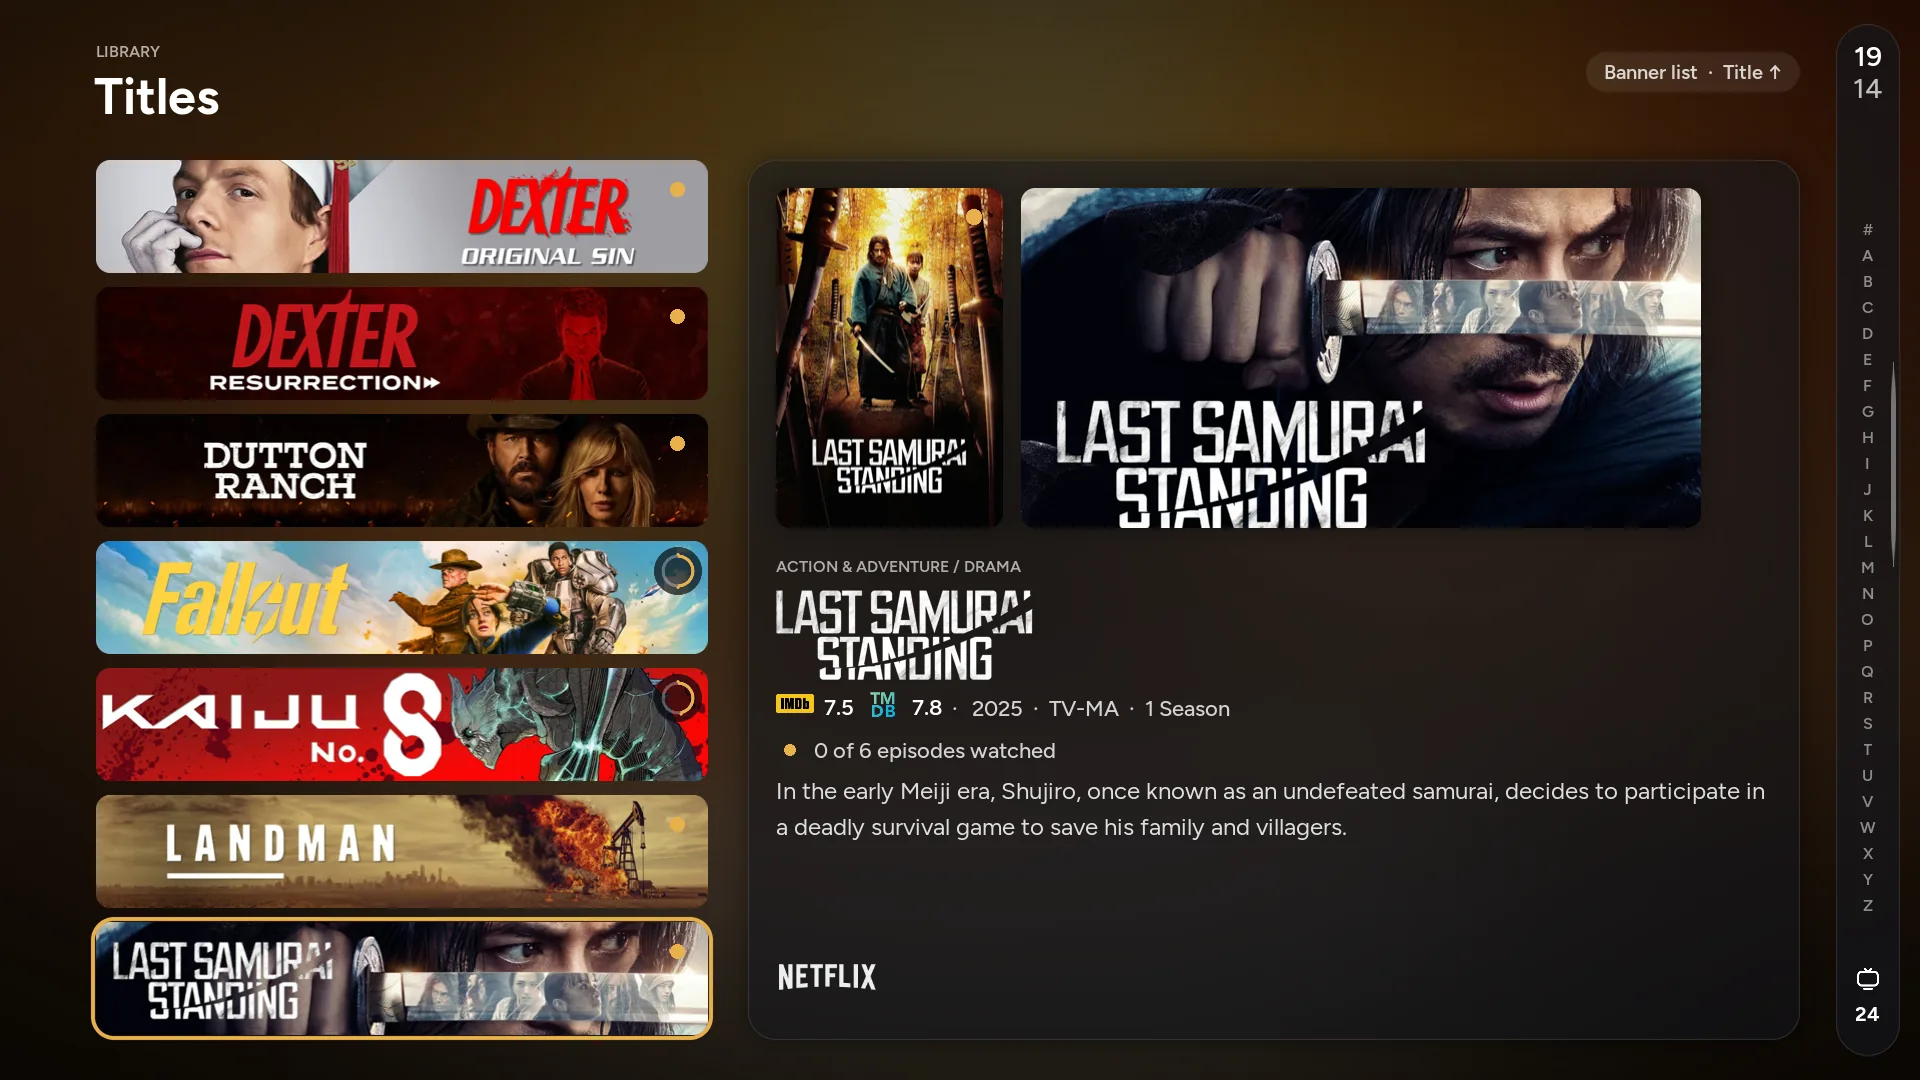 LIBRARY
Titles
Banner list · Title ↑
19
14
DEXTER
ORIGINAL SIN
DEXTER
RESURRECTION
DUTTON
RANCH
Fallout
KAIJU
No. 8
LANDMAN
LAST SAMURAI
STANDING
LAST SAMURAI
STANDING
LAST SAMURAI
STANDING
ACTION & ADVENTURE / DRAMA
LAST SAMURAI
STANDING
IMDb 7.5 TMDB 7.8 · 2025 · TV-MA · 1 Season
0 of 6 episodes watched
In the early Meiji era, Shujiro, once known as an undefeated samurai, decides to participate in
a deadly survival game to save his family and villagers.
NETFLIX
#
A
B
C
D
E
F
G
H
I
J
K
L
M
N
O
P
Q
R
S
T
U
V
W
X
Y
Z
24